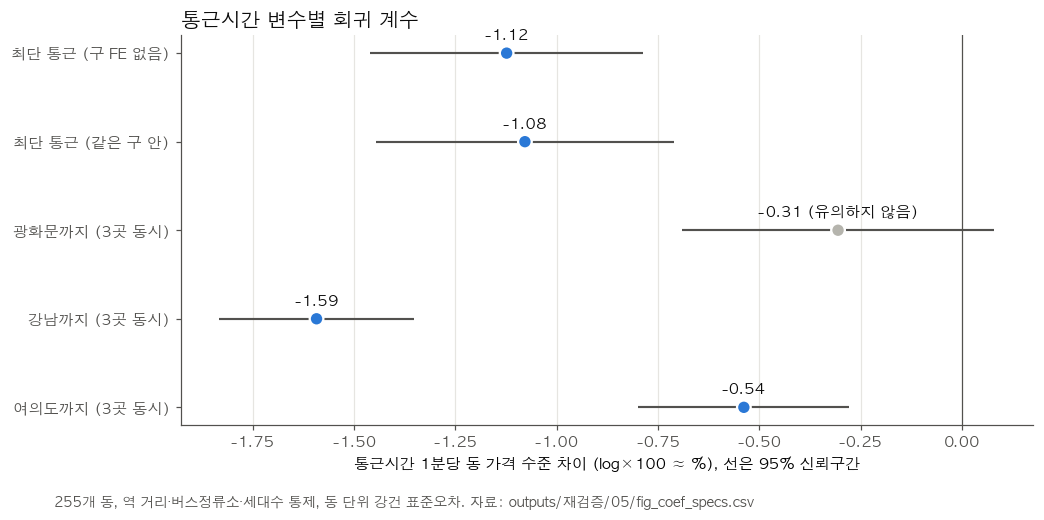 통근시간 변수별 회귀 계수
최단 통근 (구 FE 없음)
-1.12
최단 통근 (같은 구 안)
-1.08
광화문까지 (3곳 동시)
-0.31 (유의하지 않음)
강남까지 (3곳 동시)
-1.59
여의도까지 (3곳 동시)
-0.54
-1.75 -1.50 -1.25 -1.00 -0.75 -0.50 -0.25 0.00
통근시간 1분당 동 가격 수준 차이 (log×100 ≈ %), 선은 95% 신뢰구간
255개 동, 역 거리·버스정류소·세대수 통제, 동 단위 강건 표준오차. 자료: outputs/재검증/05/fig_coef_specs.csv